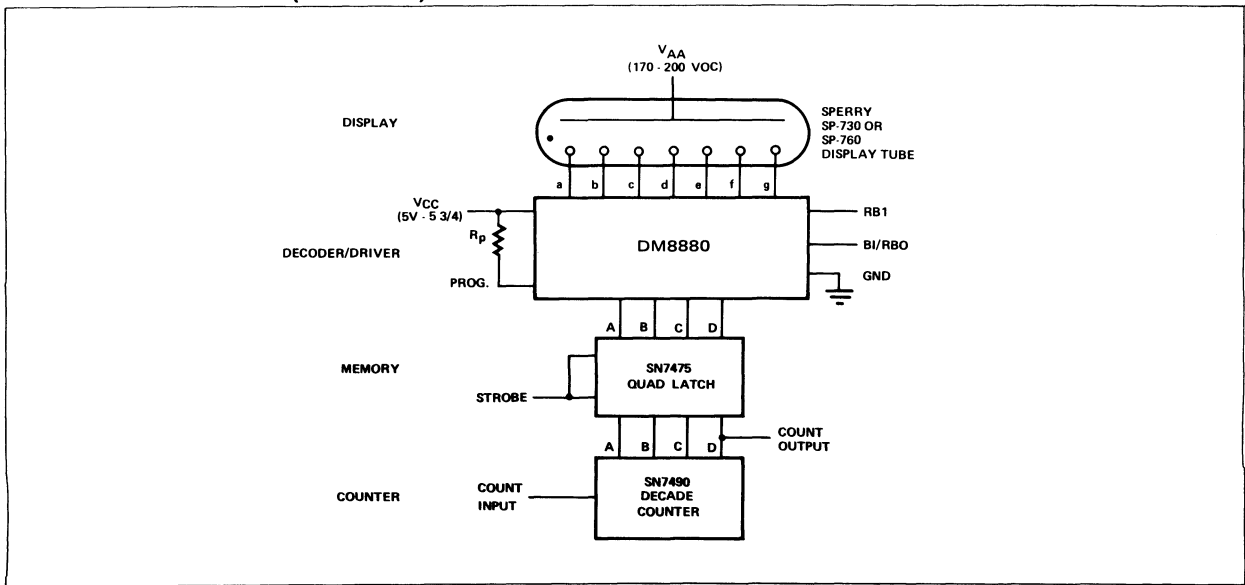 VAA
(170 - 200 VOC)
DISPLAY
SPERRY
SP-730 OR
SP-760
DISPLAY TUBE
a b c d e f g
VCC
(5V - 5 3/4)
Rp
DECODER/DRIVER
PROG.
DM8880
RB1
BI/RBO
GND
A B C D
MEMORY
SN7475
QUAD LATCH
STROBE
A B C D
COUNT
OUTPUT
COUNTER
COUNT
INPUT
SN7490
DECADE
COUNTER